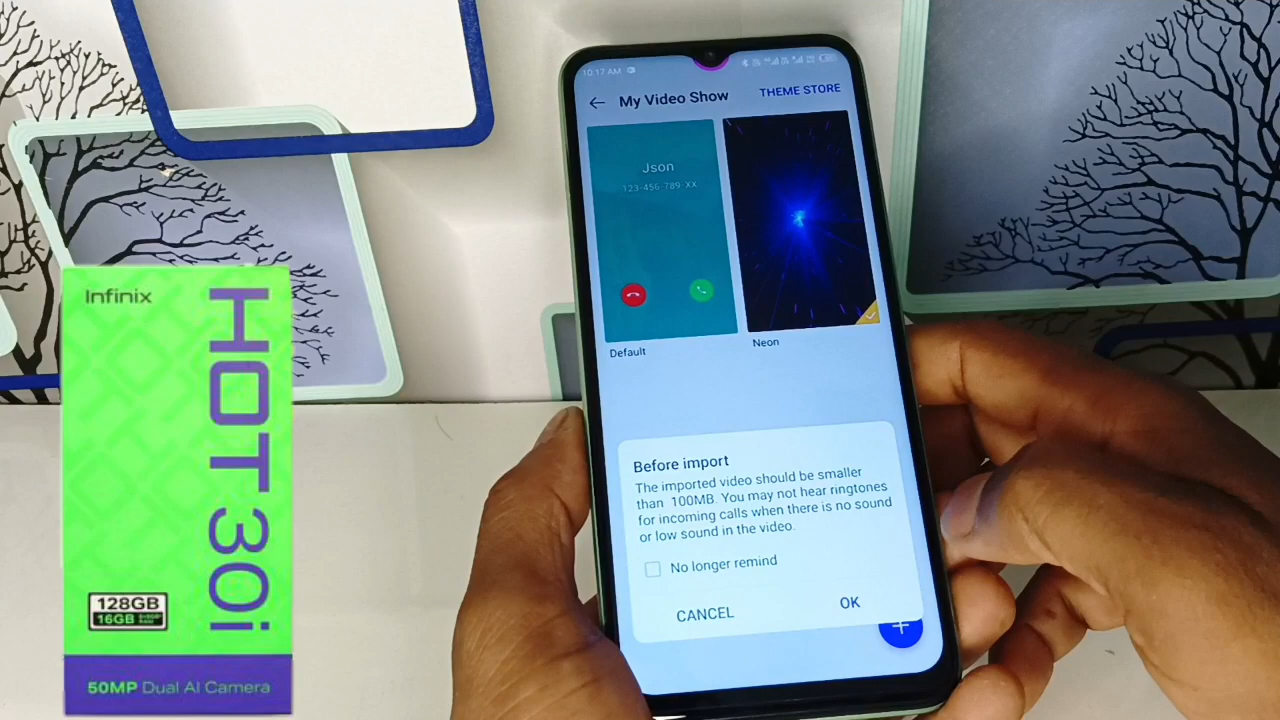 Infinix
HOT 30i
128GB
16GB
50MP Dual AI Camera
10:17 AM
My Video Show
THEME STORE
Json
123-456-789-XX
Default
Neon
Before import
The imported video should be smaller
than 100MB. You may not hear ringtones
for incoming calls when there is no sound
or low sound in the video.
No longer remind
CANCEL
OK